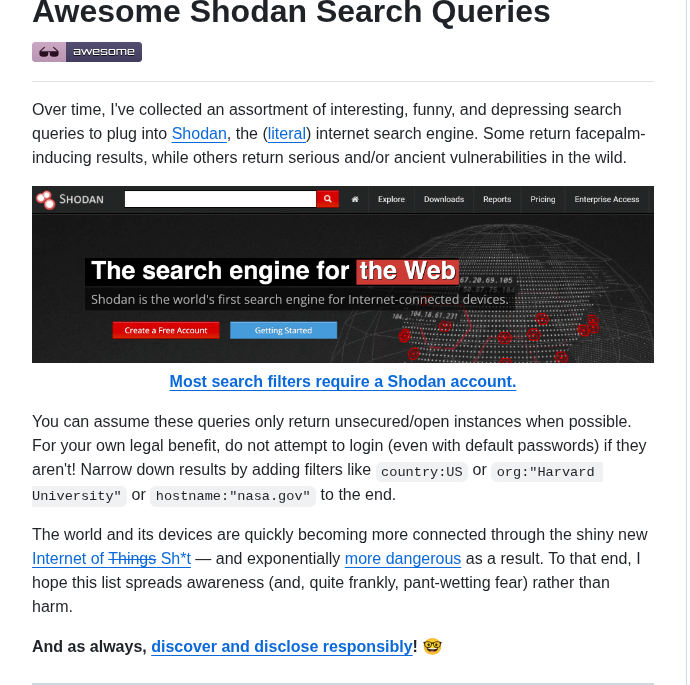 Awesome Shodan Search Queries
awesome
Over time, I've collected an assortment of interesting, funny, and depressing search
queries to plug into Shodan, the (literal) internet search engine. Some return facepalm-
inducing results, while others return serious and/or ancient vulnerabilities in the wild.
SHODAN Explore Downloads Reports Pricing Enterprise Access
The search engine for the Web
67.20.69.105
Shodan is the world's first search engine for Internet-connected devices.
104.18.61.231
Create a Free Account Getting Started
Most search filters require a Shodan account.
You can assume these queries only return unsecured/open instances when possible.
For your own legal benefit, do not attempt to login (even with default passwords) if they
aren't! Narrow down results by adding filters like country:US or org:"Harvard
University" or hostname:"nasa.gov" to the end.
The world and its devices are quickly becoming more connected through the shiny new
Internet of Things Sh*t — and exponentially more dangerous as a result. To that end, I
hope this list spreads awareness (and, quite frankly, pant-wetting fear) rather than
harm.
And as always, discover and disclose responsibly! 🤓